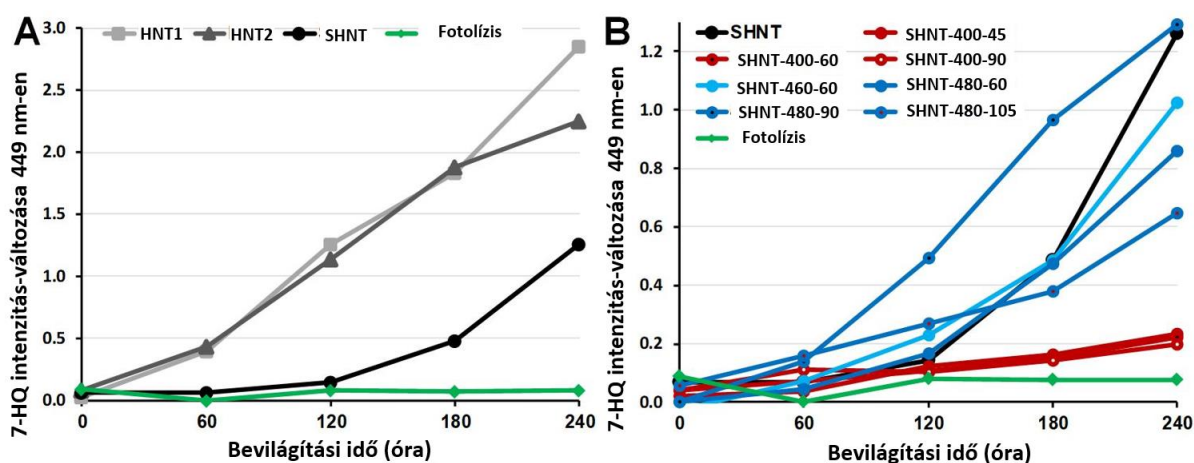 A
HNT1 HNT2 SHNT Fotolízis
7-HQ intenzitás-változása 449 nm-en
3.0
2.5
2.0
1.5
1.0
0.5
0.0
0 60 120 180 240
Bevilágítási idő (óra)
B
SHNT SHNT-400-45
SHNT-400-60 SHNT-400-90
SHNT-460-60 SHNT-480-60
SHNT-480-90 SHNT-480-105
Fotolízis
7-HQ intenzitás-változása 449 nm-en
1.2
1.0
0.8
0.6
0.4
0.2
0.0
0 60 120 180 240
Bevilágítási idő (óra)